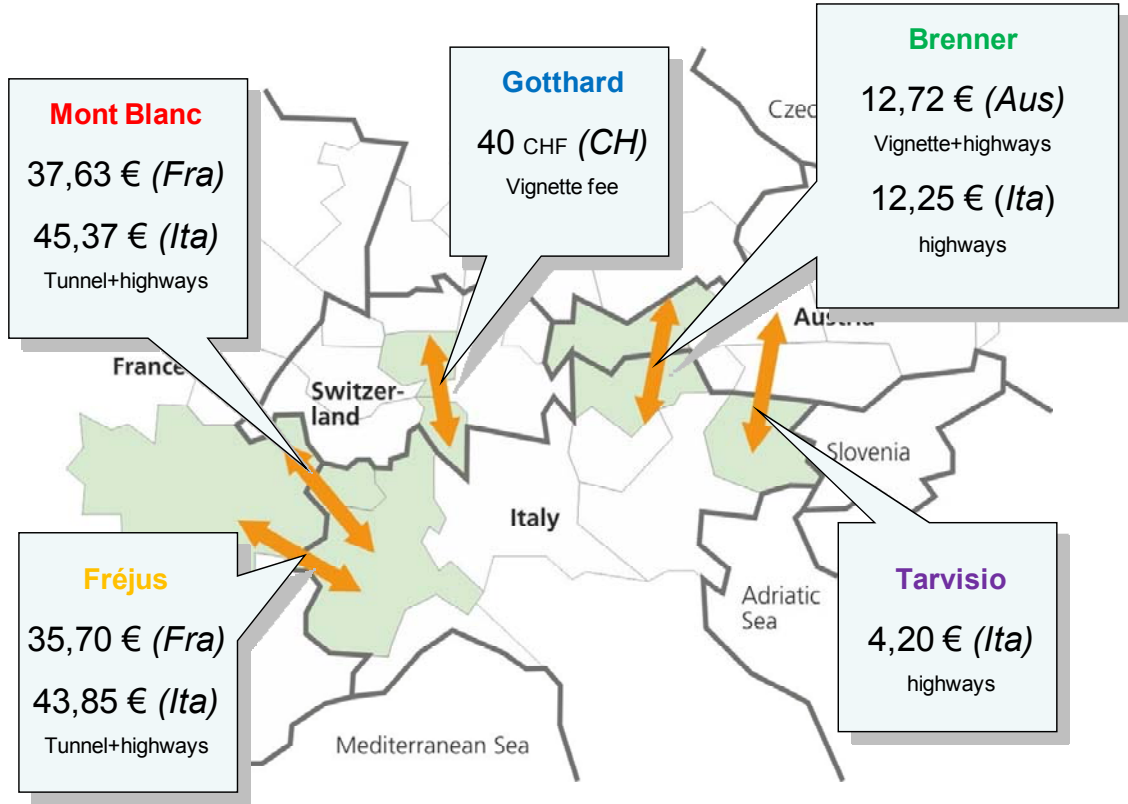 Mont Blanc
37,63 € (Fra)
45,37 € (Ita)
Tunnel+highways
Gotthard
40 CHF (CH)
Vignette fee
Brenner
12,72 € (Aus)
Vignette+highways
12,25 € (Ita)
highways
Czec
Austria
France
Switzer-
land
Slovenia
Italy
Adriatic
Sea
Mediterranean Sea
Fréjus
35,70 € (Fra)
43,85 € (Ita)
Tunnel+highways
Tarvisio
4,20 € (Ita)
highways